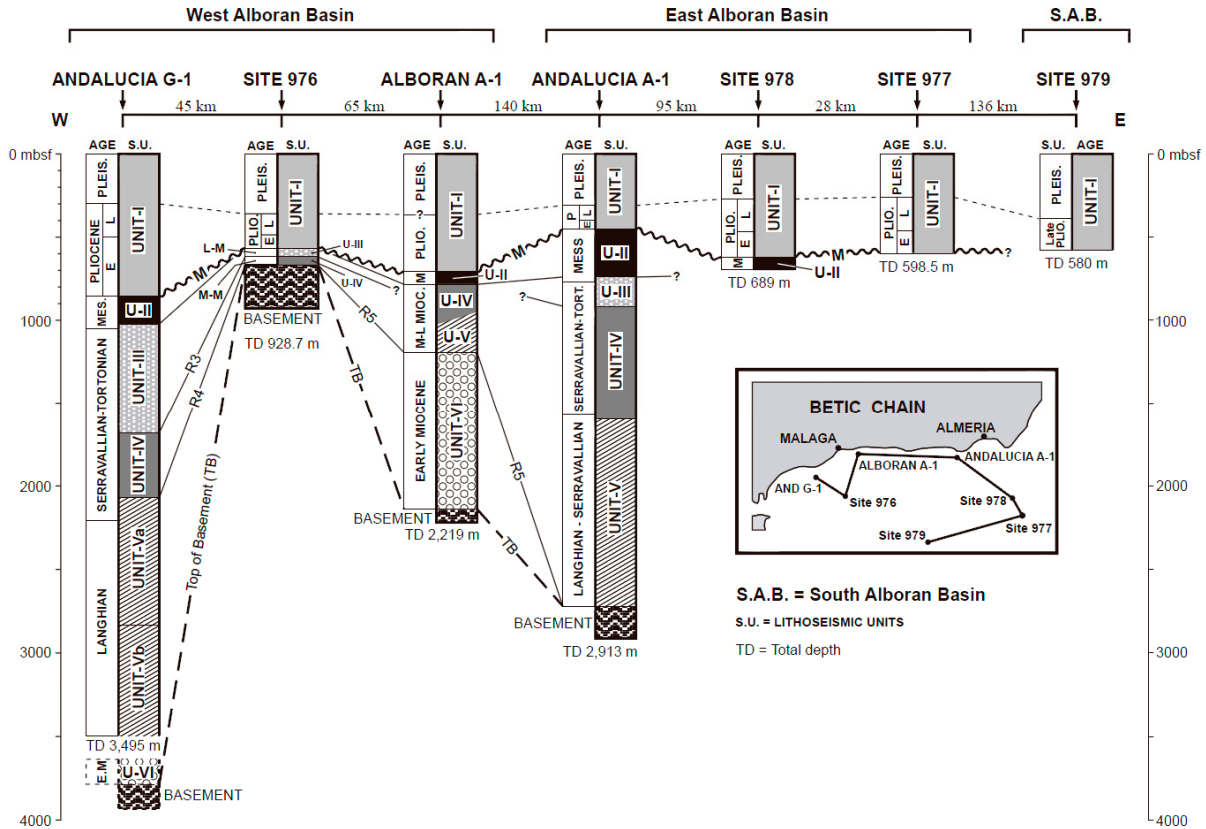 West Alboran Basin
East Alboran Basin
S.A.B.
ANDALUCIA G-1
SITE 976
ALBORAN A-1
ANDALUCIA A-1
SITE 978
SITE 977
SITE 979
45 km
65 km
140 km
95 km
28 km
136 km
W
E
AGE S.U.
AGE S.U.
AGE S.U.
AGE S.U.
AGE S.U.
AGE S.U.
S.U. AGE
0 mbsf
1000
2000
3000
4000
PLEIS.
PLIOCENE
L
E
MES.
SERRAVALLIAN-TORTONIAN
LANGHIAN
E.M
UNIT-I
U-II
UNIT-III
UNIT-IV
UNIT-Va
UNIT-Vb
TD 3,495 m
U-VI
BASEMENT
M
R3
R4
Top of Basement (TB)
PLEIS.
PLIO.
L
E
L-M
M-M
UNIT-I
U-III
U-IV
BASEMENT
TD 928.7 m
M
?
R5
TB
PLEIS.
?
PLIO.
M
M-L MIOC.
EARLY MIOCENE
UNIT-I
U-II
U-IV
U-V
UNIT-VI
BASEMENT
TD 2,219 m
M
?
R5
TB
PLEIS.
P
E
L
MESS
SERRAVALLIAN-TORT.
LANGHIAN - SERRAVALLIAN
UNIT-I
U-II
U-III
UNIT-IV
UNIT-V
BASEMENT
TD 2,913 m
M
?
PLEIS.
PLIO.
L
E
M
UNIT-I
U-II
TD 689 m
M
PLEIS.
PLIO.
L
E
UNIT-I
M
TD 598.5 m
?
UNIT-I
PLEIS.
Late
PLIO.
TD 580 m
0 mbsf
1000
2000
3000
4000
BETIC CHAIN
MALAGA
ALMERIA
ALBORAN A-1
ANDALUCIA A-1
AND G-1
Site 976
Site 978
Site 977
Site 979
S.A.B. = South Alboran Basin
S.U. = LITHOSEISMIC UNITS
TD = Total depth